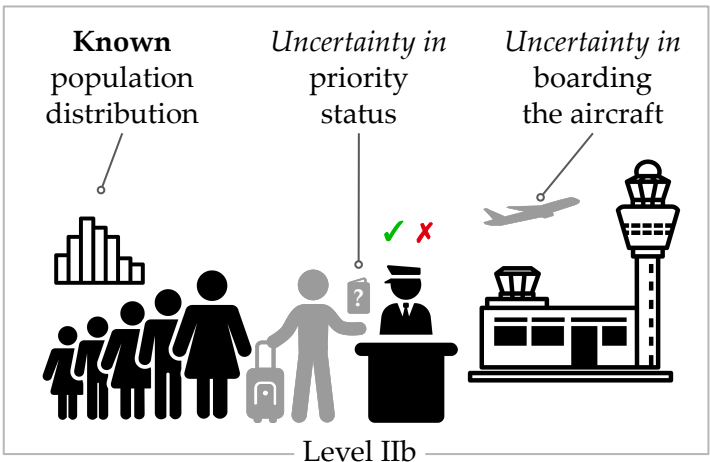 Known
population
distribution
Uncertainty in
priority
status
Uncertainty in
boarding
the aircraft
?
Level IIb